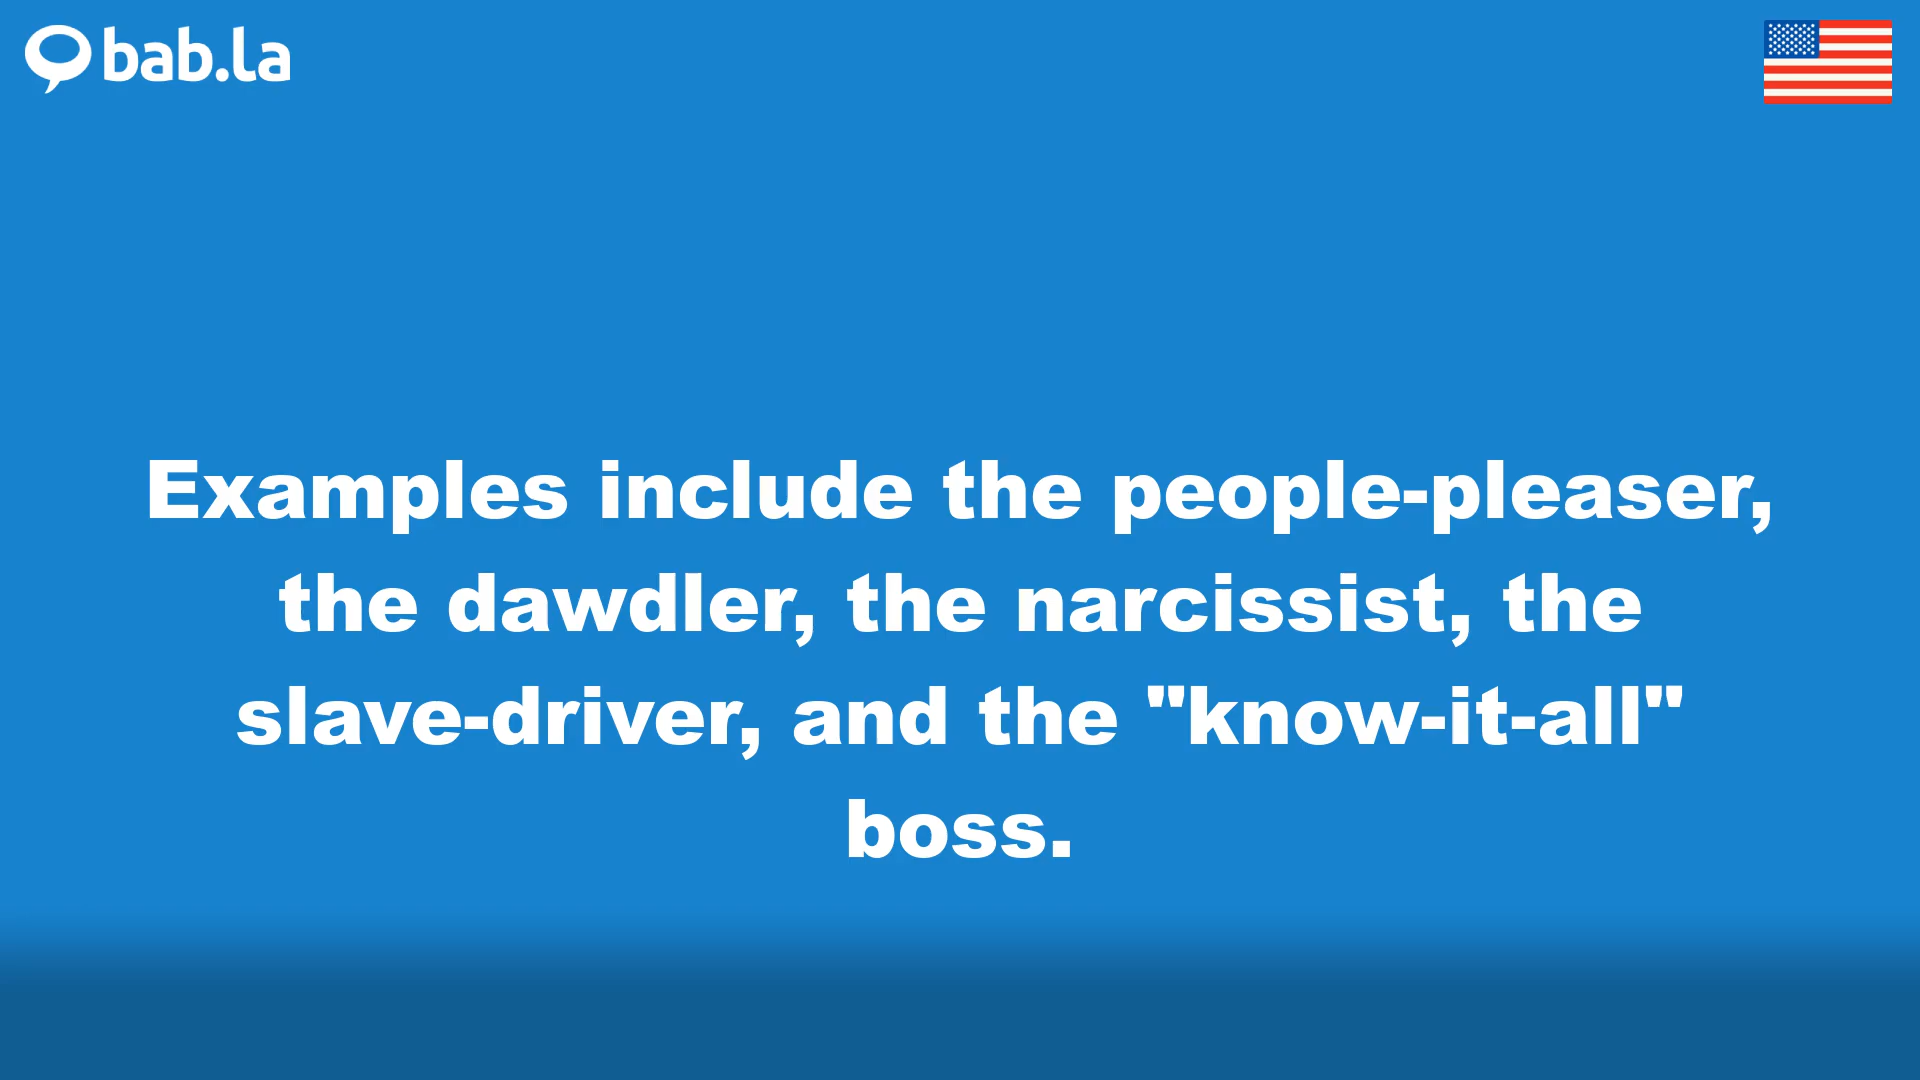 bab.la
Examples include the people-pleaser,
the dawdler, the narcissist, the
slave-driver, and the "know-it-all"
boss.